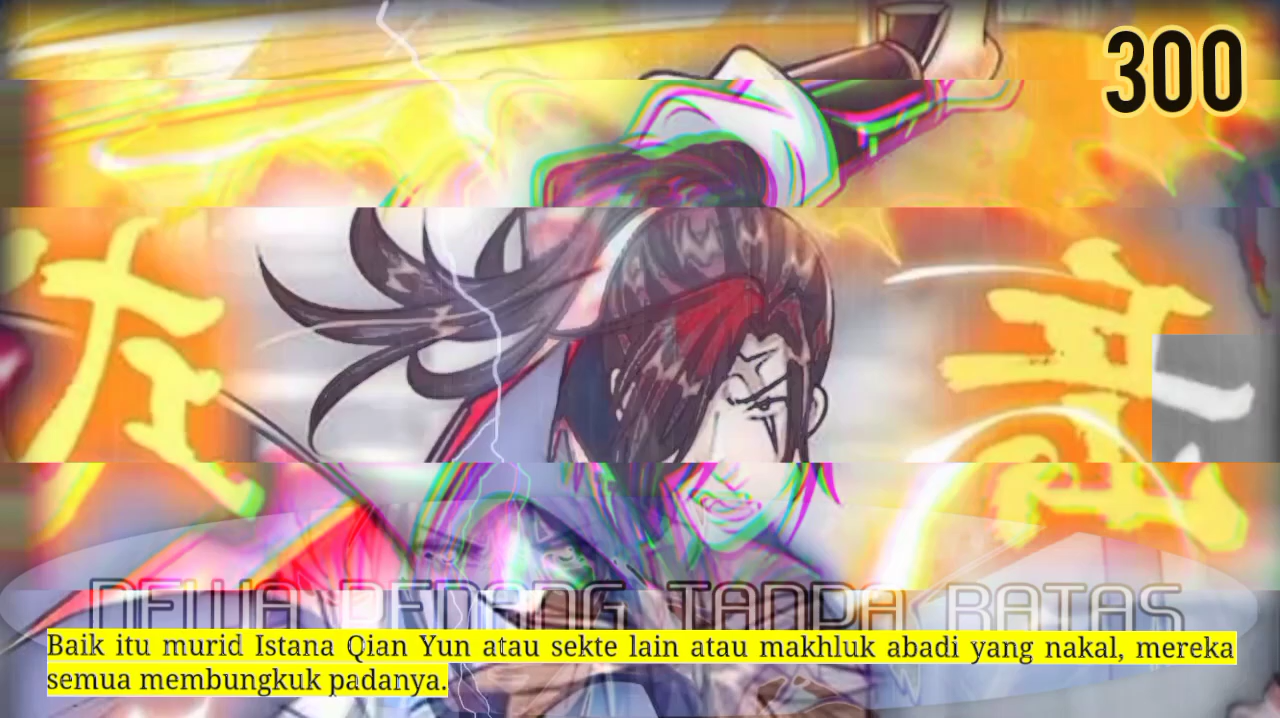 300
左
DEWA PEDANG TANPA BATAS
Baik itu murid Istana Qian Yun atau sekte lain atau makhluk abadi yang nakal, mereka
semua membungkuk padanya.